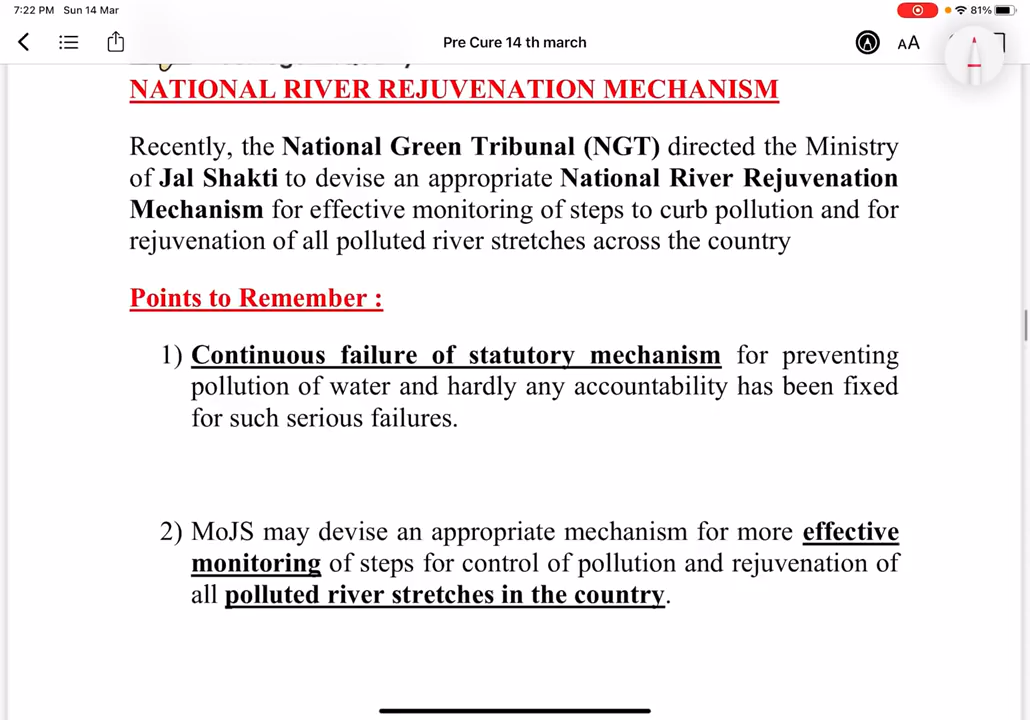 7:22 PM Sun 14 Mar
81%
Pre Cure 14 th march
AA
NATIONAL RIVER REJUVENATION MECHANISM
Recently, the National Green Tribunal (NGT) directed the Ministry
of Jal Shakti to devise an appropriate National River Rejuvenation
Mechanism for effective monitoring of steps to curb pollution and for
rejuvenation of all polluted river stretches across the country
Points to Remember :
1) Continuous failure of statutory mechanism for preventing
pollution of water and hardly any accountability has been fixed
for such serious failures.
2) MoJS may devise an appropriate mechanism for more effective
monitoring of steps for control of pollution and rejuvenation of
all polluted river stretches in the country.